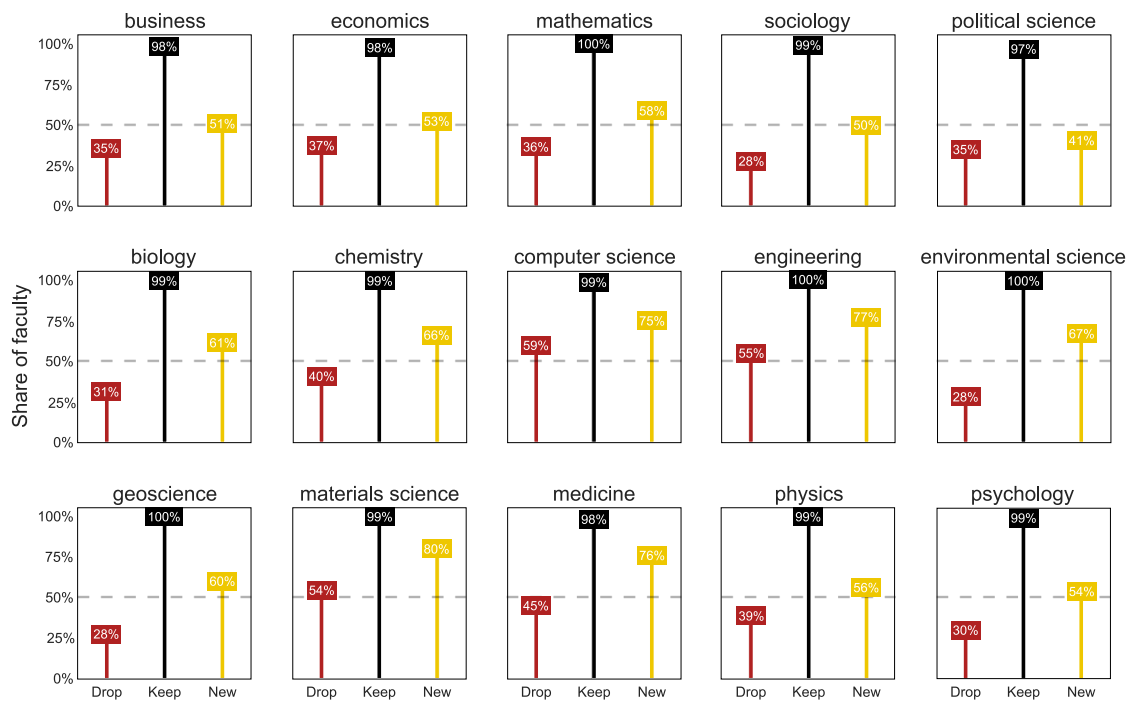 business economics mathematics sociology political science
100% 98% 98% 100% 99% 97%
75%
50% 35% 51% 37% 53% 36% 58% 28% 50% 35% 41%
25%
0%
Share of faculty
biology chemistry computer science engineering environmental science
100% 99% 99% 99% 100% 100%
75%
50% 31% 61% 40% 66% 59% 75% 55% 77% 28% 67%
25%
0%
geoscience materials science medicine physics psychology
100% 100% 99% 98% 99% 99%
75%
50% 28% 60% 54% 80% 45% 76% 39% 56% 30% 54%
25%
0%
Drop Keep New Drop Keep New Drop Keep New Drop Keep New Drop Keep New